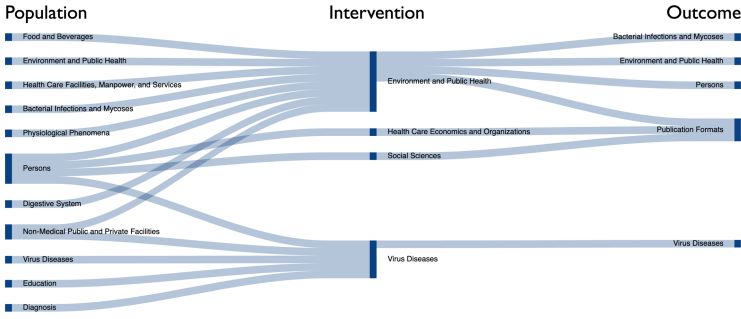 Population
Intervention
Outcome
Food and Beverages
Environment and Public Health
Health Care Facilities, Manpower, and Services
Bacterial Infections and Mycoses
Physiological Phenomena
Persons
Digestive System
Non-Medical Public and Private Facilities
Virus Diseases
Education
Diagnosis
Environment and Public Health
Health Care Economics and Organizations
Social Sciences
Virus Diseases
Bacterial Infections and Mycoses
Environment and Public Health
Persons
Publication Formats
Virus Diseases